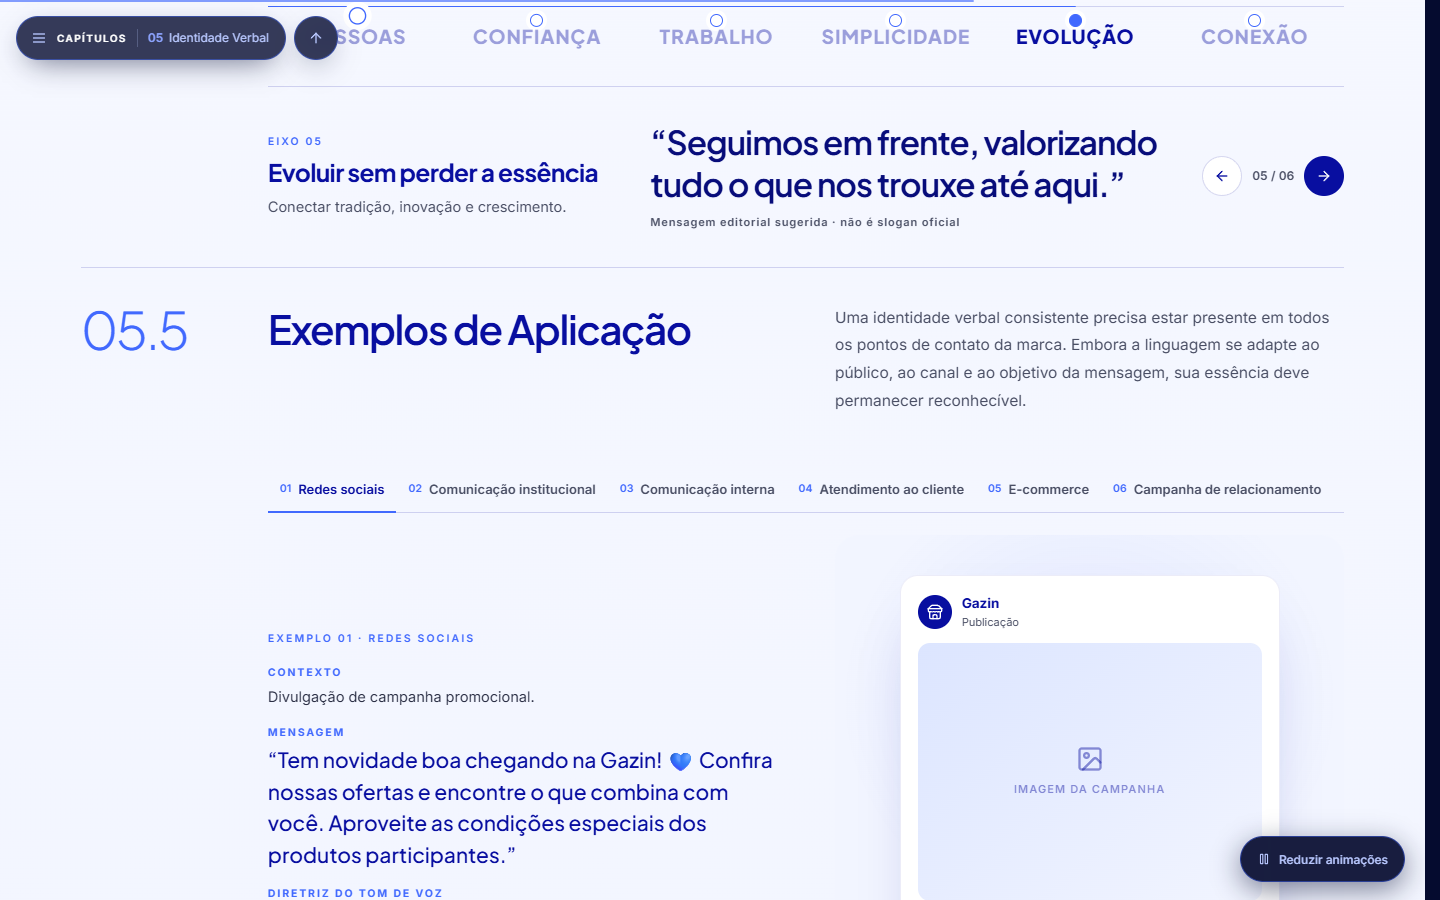 CAPÍTULOS
05 Identidade Verbal
SSOAS
CONFIANÇA
TRABALHO
SIMPLICIDADE
EVOLUÇÃO
CONEXÃO
EIXO 05
Evoluir sem perder a essência
Conectar tradição, inovação e crescimento.
“Seguimos em frente, valorizando
tudo o que nos trouxe até aqui.”
Mensagem editorial sugerida · não é slogan oficial
05 / 06
05.5
Exemplos de Aplicação
Uma identidade verbal consistente precisa estar presente em todos
os pontos de contato da marca. Embora a linguagem se adapte ao
público, ao canal e ao objetivo da mensagem, sua essência deve
permanecer reconhecível.
01 Redes sociais
02 Comunicação institucional
03 Comunicação interna
04 Atendimento ao cliente
05 E-commerce
06 Campanha de relacionamento
EXEMPLO 01 · REDES SOCIAIS
CONTEXTO
Divulgação de campanha promocional.
MENSAGEM
“Tem novidade boa chegando na Gazin! 💙 Confira
nossas ofertas e encontre o que combina com
você. Aproveite as condições especiais dos
produtos participantes.”
DIRETRIZ DO TOM DE VOZ
Gazin
Publicação
IMAGEM DA CAMPANHA
Reduzir animações